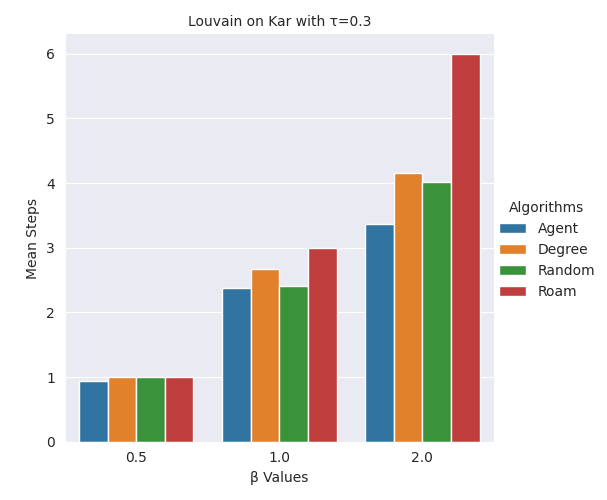 Louvain on Kar with τ=0.3
Mean Steps
6
5
4
3
2
1
0
0.5 1.0 2.0
β Values
Algorithms
Agent
Degree
Random
Roam